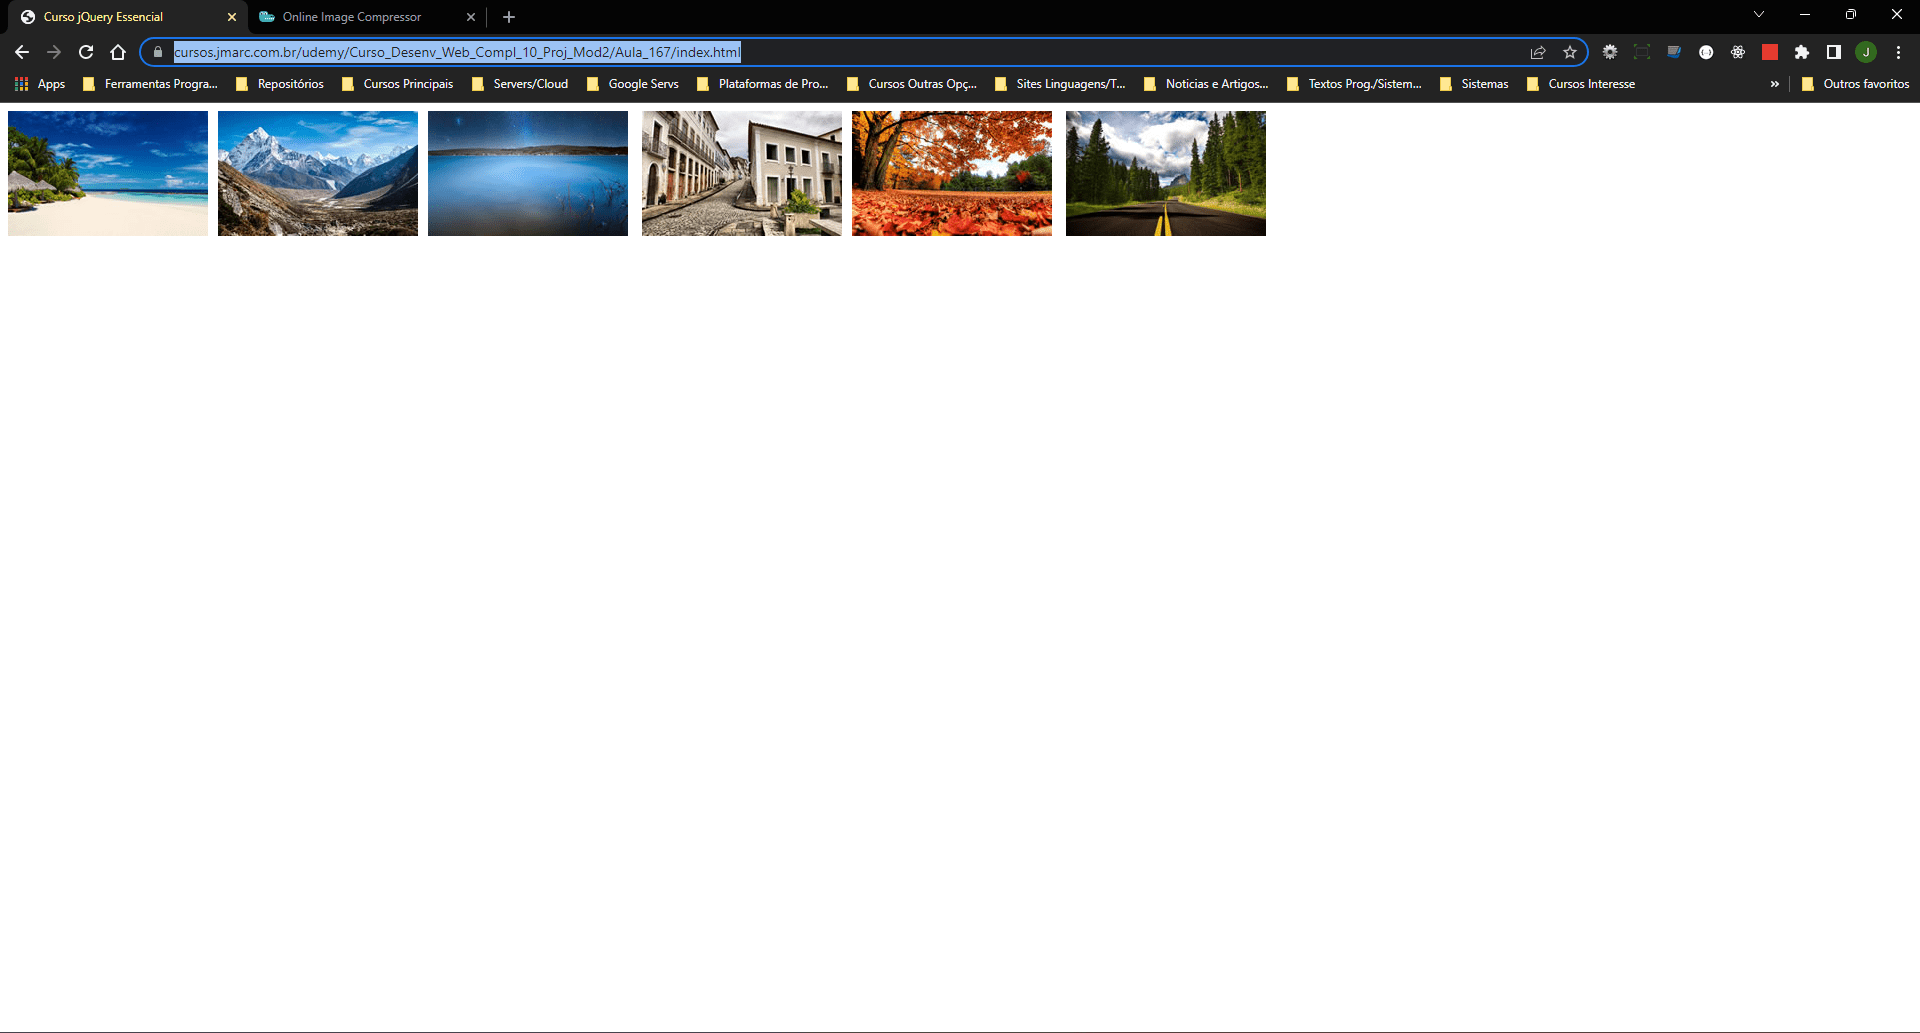 Curso jQuery Essencial
Online Image Compressor
cursos.jmarc.com.br/udemy/Curso_Desenv_Web_Compl_10_Proj_Mod2/Aula_167/index.html
J
Apps Ferramentas Progra... Repositórios Cursos Principais Servers/Cloud Google Servs Plataformas de Pro... Cursos Outras Opç... Sites Linguagens/T... Noticias e Artigos... Textos Prog./Sistem... Sistemas Cursos Interesse » Outros favoritos